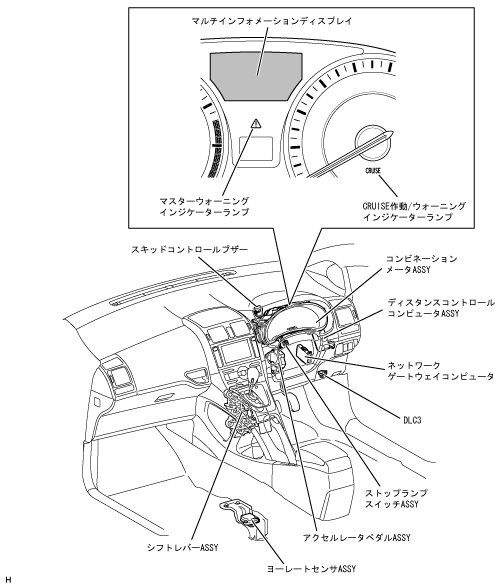 マルチインフォメーションディスプレイ
CRUISE
マスターウォーニング
インジケーターランプ
CRUISE作動/ウォーニング
インジケーターランプ
スキッドコントロールブザー
コンビネーション
メータASSY
ディスタンスコントロール
コンピュータASSY
ネットワーク
ゲートウェイコンピュータ
DLC3
ストップランプ
スイッチASSY
アクセルレータペダルASSY
シフトレバーASSY
ヨーレートセンサASSY
H